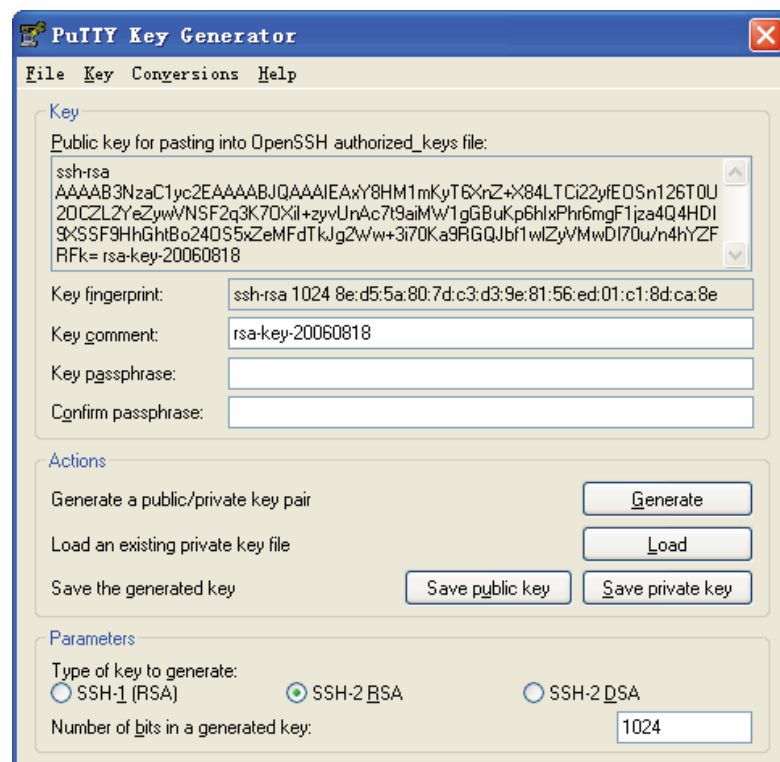 PuTTY Key Generator
File Key Conversions Help
Key
Public key for pasting into OpenSSH authorized_keys file:
ssh-rsa
AAAAB3NzaC1yc2EAAAABJQAAAIEAxY8HM1mKyT6XnZ+X84LTCi22yfEOSn126T0U
2OCZL2YeZywVNSF2q3K7OXiI+zyvUnAc7t9aiMW1gGBuKp6hIxPhr6mgF1jza4Q4HDI
9XSSF9HhGhtBo24OS5xZeMFdTkJg2Ww+3i70Ka9RGQJbf1wIZyVMwDI70u/n4hYZF
RFk= rsa-key-20060818
Key fingerprint: ssh-rsa 1024 8e:d5:5a:80:7d:c3:d3:9e:81:56:ed:01:c1:8d:ca:8e
Key comment: rsa-key-20060818
Key passphrase:
Confirm passphrase:
Actions
Generate a public/private key pair Generate
Load an existing private key file Load
Save the generated key Save public key Save private key
Parameters
Type of key to generate:
SSH-1 (RSA) SSH-2 RSA SSH-2 DSA
Number of bits in a generated key: 1024